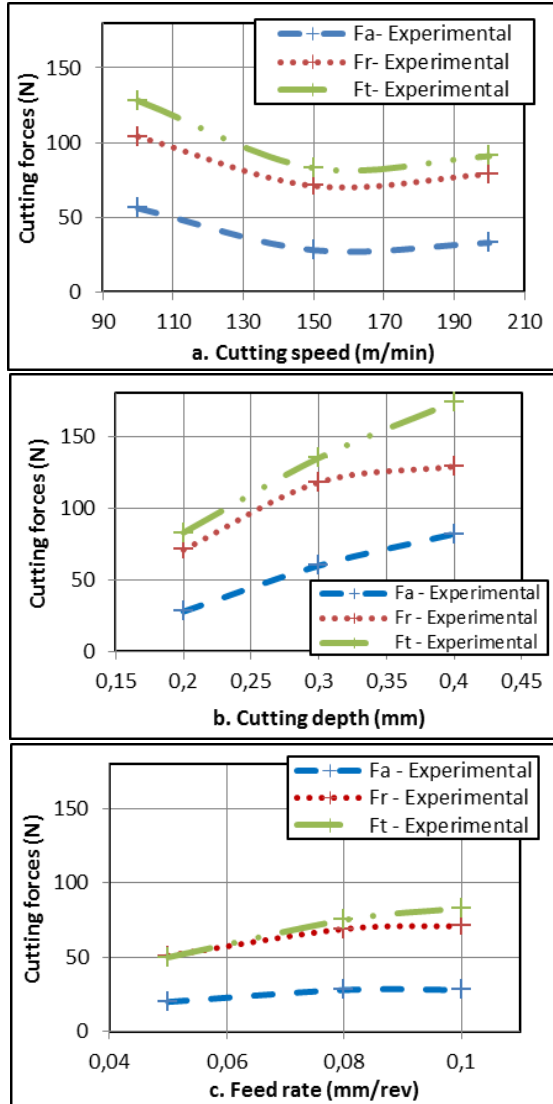 Fa- Experimental
Fr- Experimental
Ft- Experimental
Cutting forces (N)
150
100
50
0
90 110 130 150 170 190 210
a. Cutting speed (m/min)
Cutting forces (N)
150
100
50
0
Fa - Experimental
Fr - Experimental
Ft - Experimental
0,15 0,2 0,25 0,3 0,35 0,4 0,45
b. Cutting depth (mm)
Fa - Experimental
Fr - Experimental
Ft - Experimental
Cutting forces (N)
150
100
50
0
0,04 0,06 0,08 0,1
c. Feed rate (mm/rev)